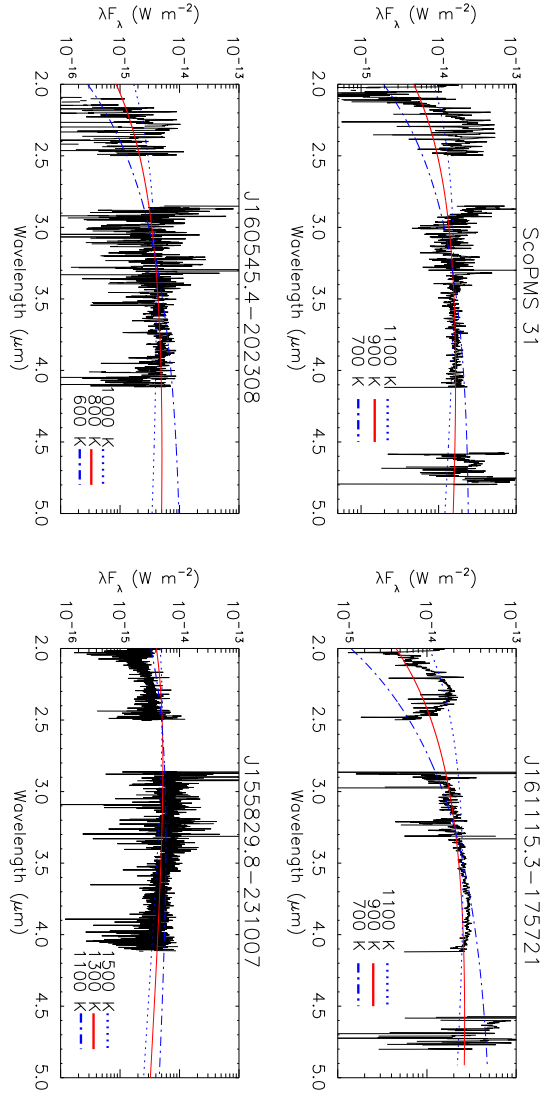 ScoPMS 31
λFλ (W m⁻²)
10⁻¹³
10⁻¹⁴
10⁻¹⁵
1100 K
900 K
700 K
2.0 2.5 3.0 3.5 4.0 4.5 5.0
Wavelength (μm)
J161115.3-175721
λFλ (W m⁻²)
10⁻¹³
10⁻¹⁴
10⁻¹⁵
1100 K
900 K
700 K
2.0 2.5 3.0 3.5 4.0 4.5 5.0
Wavelength (μm)
J160545.4-202308
λFλ (W m⁻²)
10⁻¹³
10⁻¹⁴
10⁻¹⁵
10⁻¹⁶
1000 K
800 K
600 K
2.0 2.5 3.0 3.5 4.0 4.5 5.0
Wavelength (μm)
J155829.8-231007
λFλ (W m⁻²)
10⁻¹³
10⁻¹⁴
10⁻¹⁵
10⁻¹⁶
1500 K
1300 K
1100 K
2.0 2.5 3.0 3.5 4.0 4.5 5.0
Wavelength (μm)